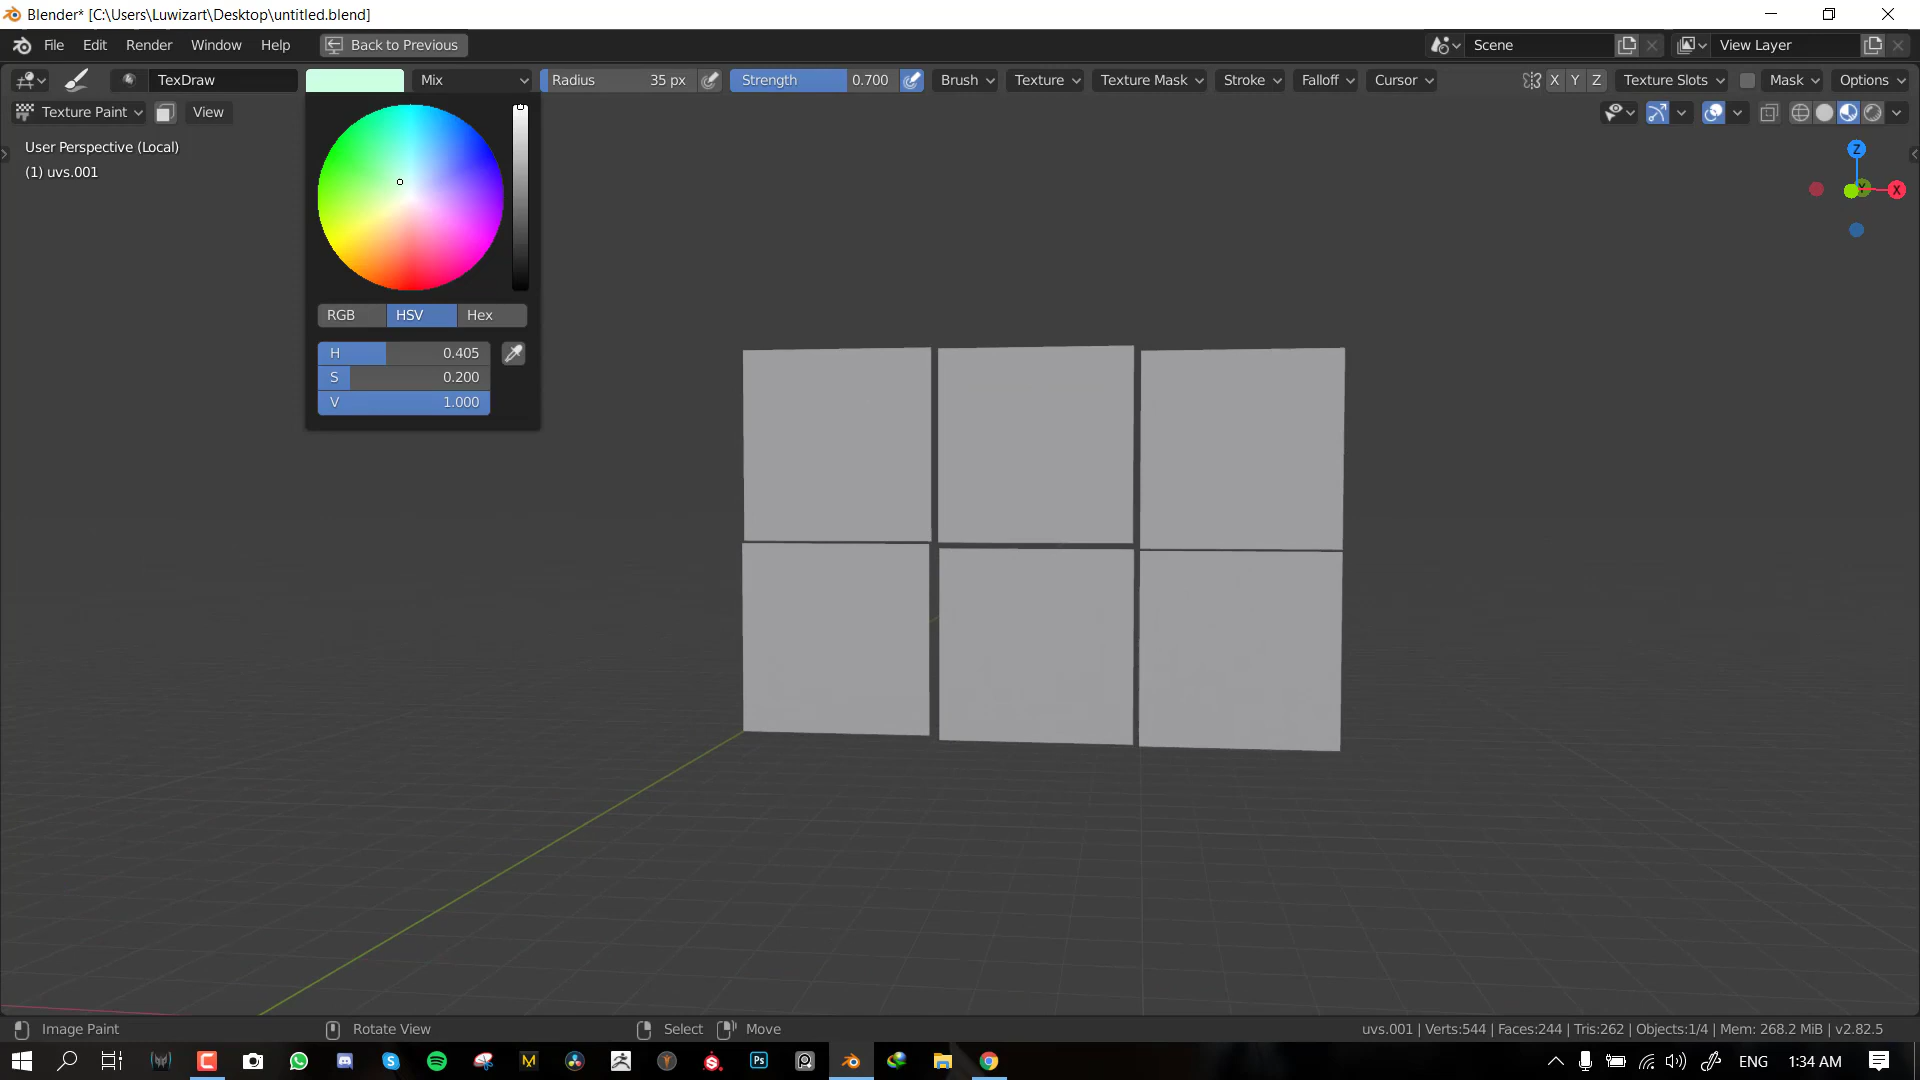 Blender* [C:\Users\Luwizart\Desktop\untitled.blend]
File Edit Render Window Help Back to Previous Scene View Layer
TexDraw Mix Radius 35 px Strength 0.700 Brush Texture Texture Mask Stroke Falloff Cursor X Y Z Texture Slots Mask Options
Texture Paint View
User Perspective (Local)
(1) uvs.001
Z
X
RGB HSV Hex
H 0.405
S 0.200
V 1.000
Image Paint Rotate View Select Move uvs.001 | Verts:544 | Faces:244 | Tris:262 | Objects:1/4 | Mem: 268.2 MiB | v2.82.5
ENG 1:34 AM